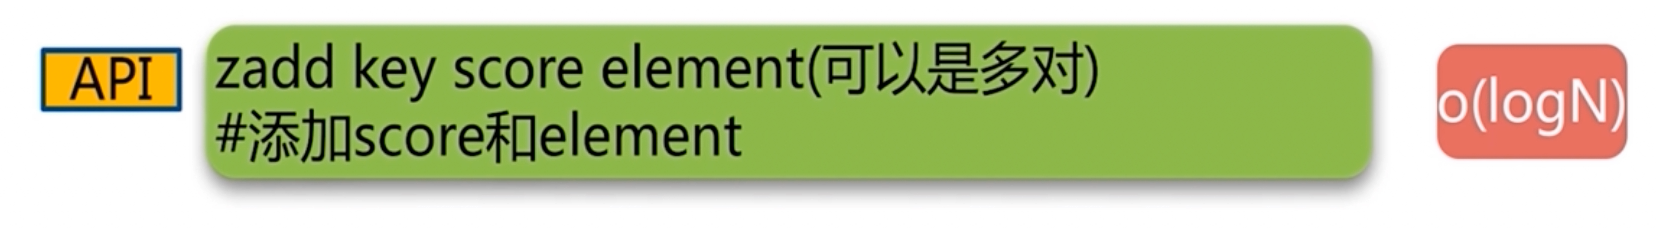 API
zadd key score element(可以是多对)
#添加score和element
o(logN)